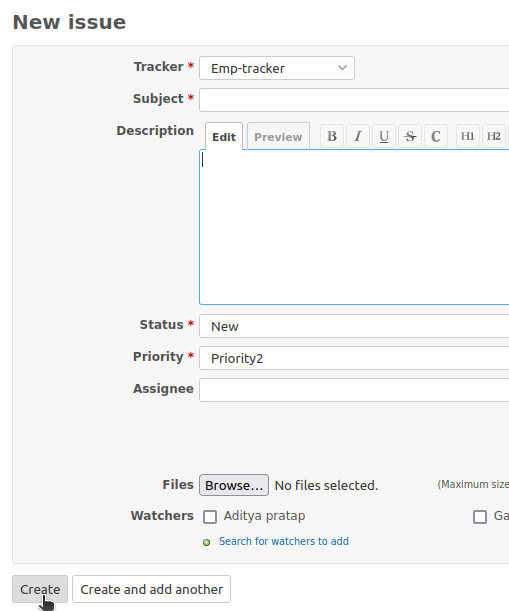 New issue
Tracker * Emp-tracker
Subject *
Description Edit Preview B I U S C H1 H2
Status * New
Priority * Priority2
Assignee
Files Browse... No files selected. (Maximum size
Watchers Aditya pratap Ga
Search for watchers to add
Create Create and add another